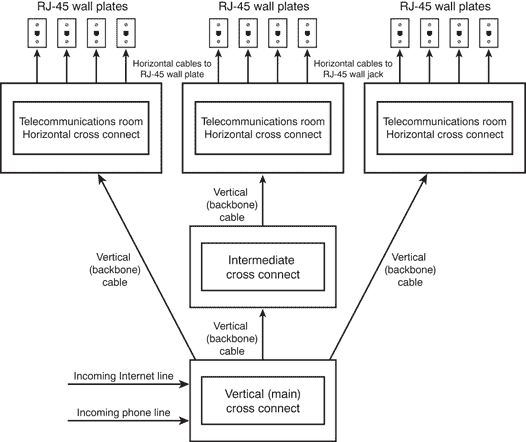 RJ-45 wall plates
RJ-45 wall plates
RJ-45 wall plates
Horizontal cables to
RJ-45 wall plate
Horizontal cables to
RJ-45 wall jack
Telecommunications room
Horizontal cross connect
Telecommunications room
Horizontal cross connect
Telecommunications room
Horizontal cross connect
Vertical
(backbone)
cable
Vertical
(backbone)
cable
Intermediate
cross connect
Vertical
(backbone)
cable
Vertical
(backbone)
cable
Incoming Internet line
Incoming phone line
Vertical (main)
cross connect